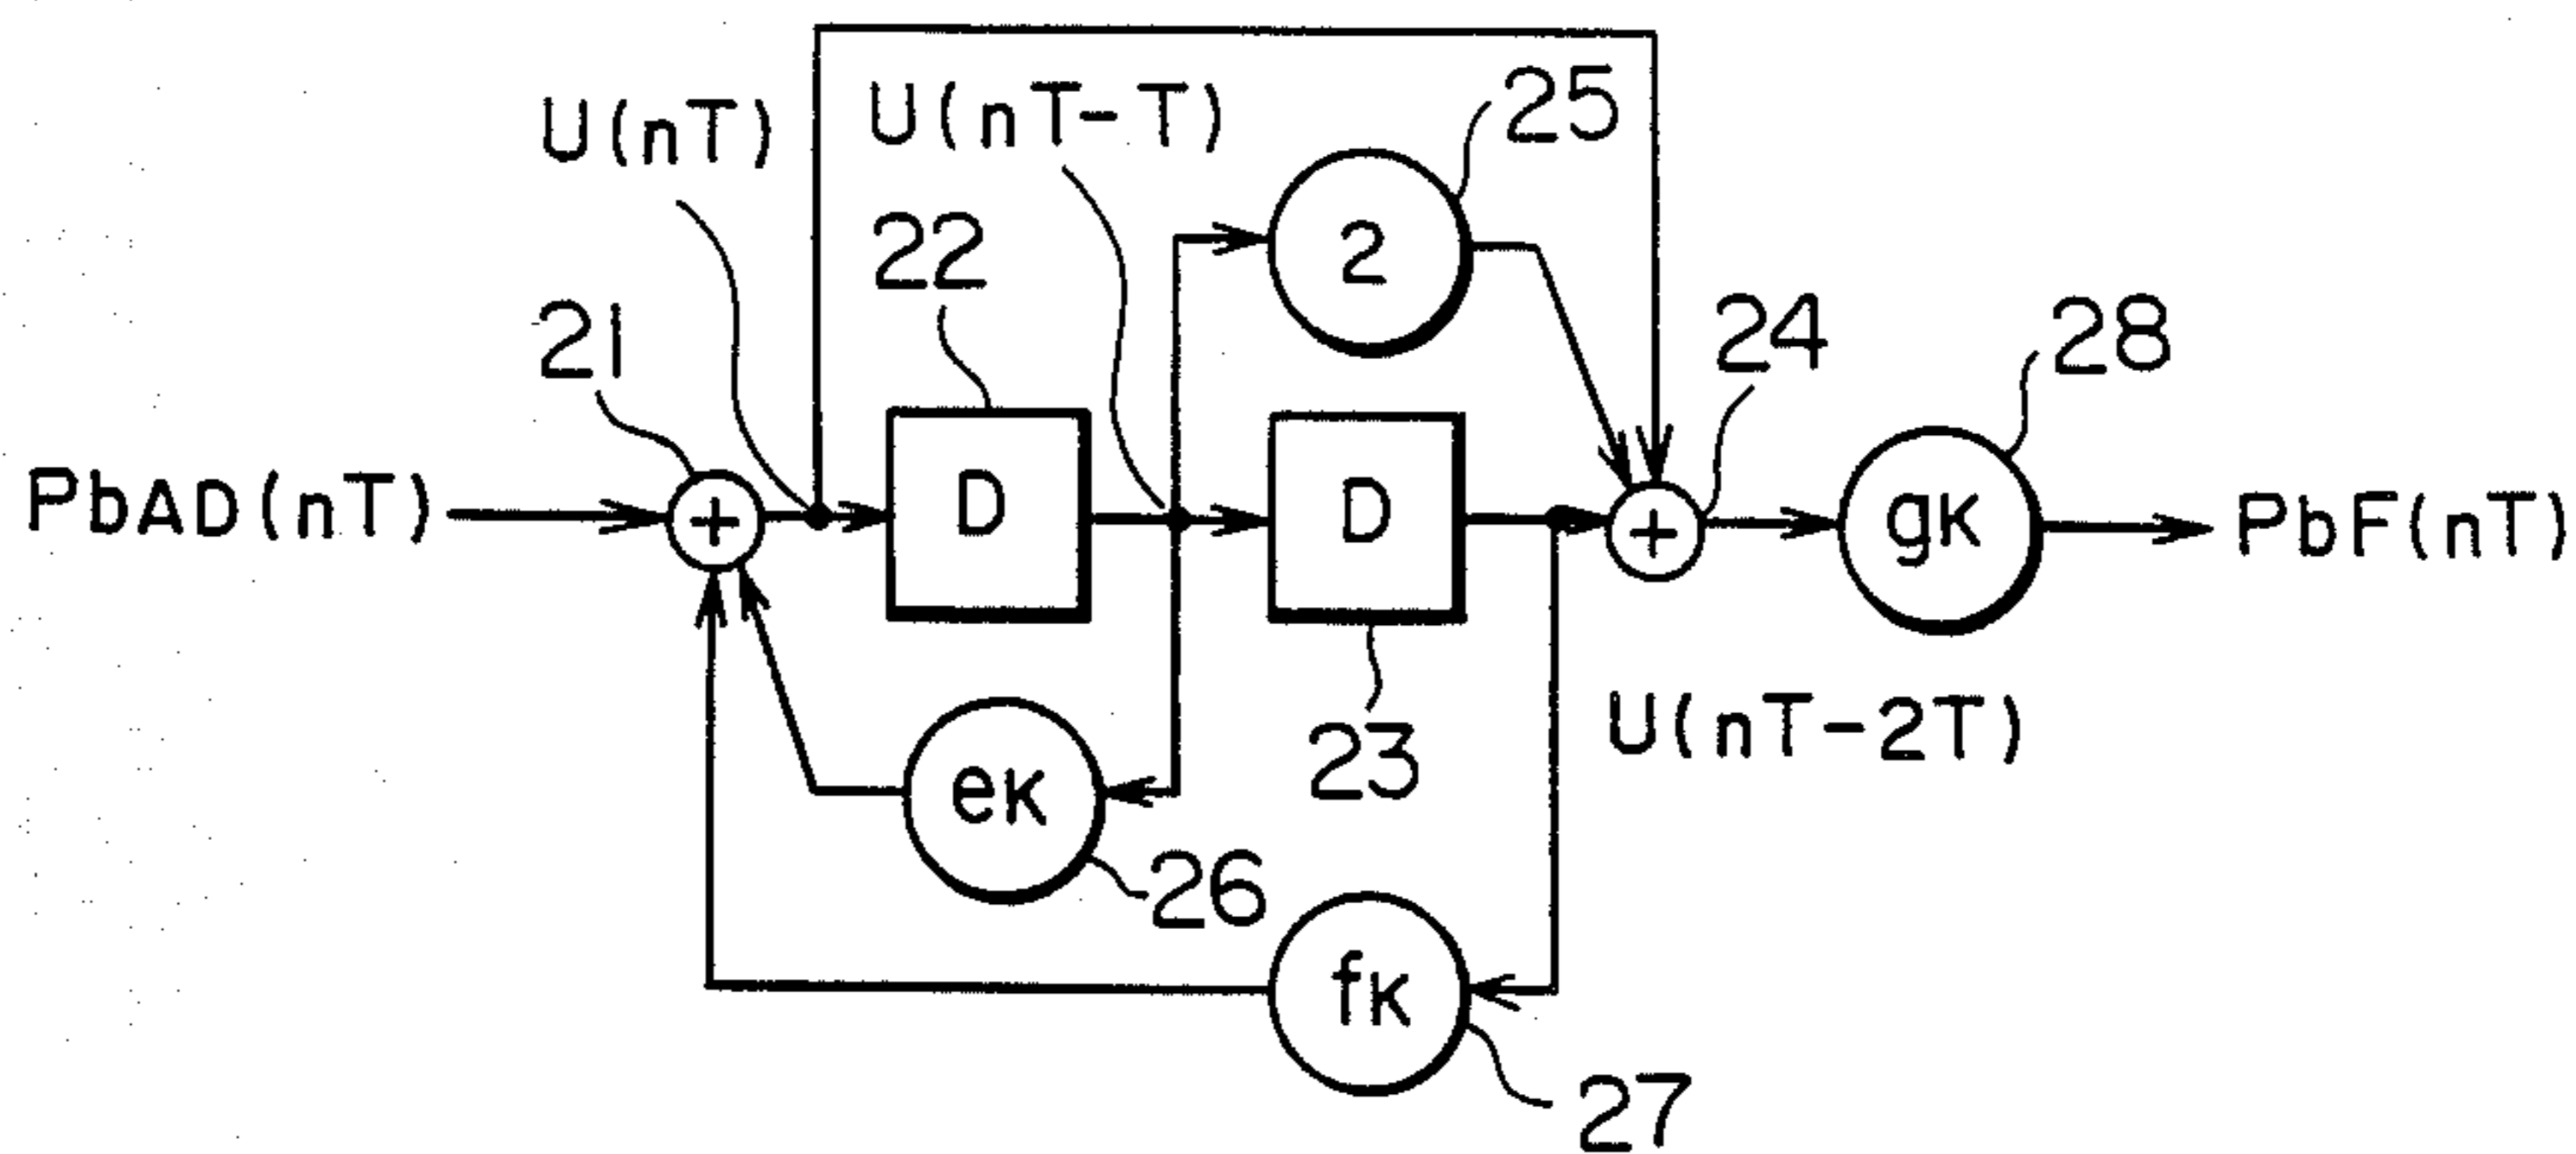 25
U(nT)
U(nT-T)
2
22
21
24
28
PbAD(nT)
+
D
D
+
gK
PbF(nT)
U(nT-2T)
23
eK
26
fK
27